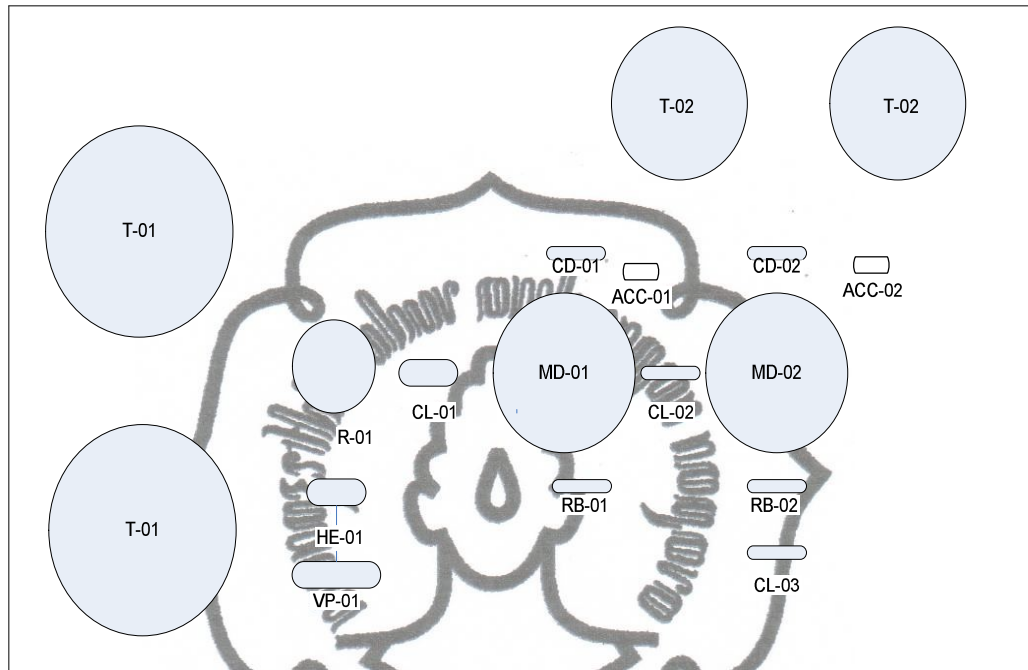 T-02 T-02
T-01
CD-01 CD-02
ACC-01 ACC-02
MD-01 MD-02
CL-01 CL-02
R-01
RB-01 RB-02
T-01
HE-01
CL-03
VP-01